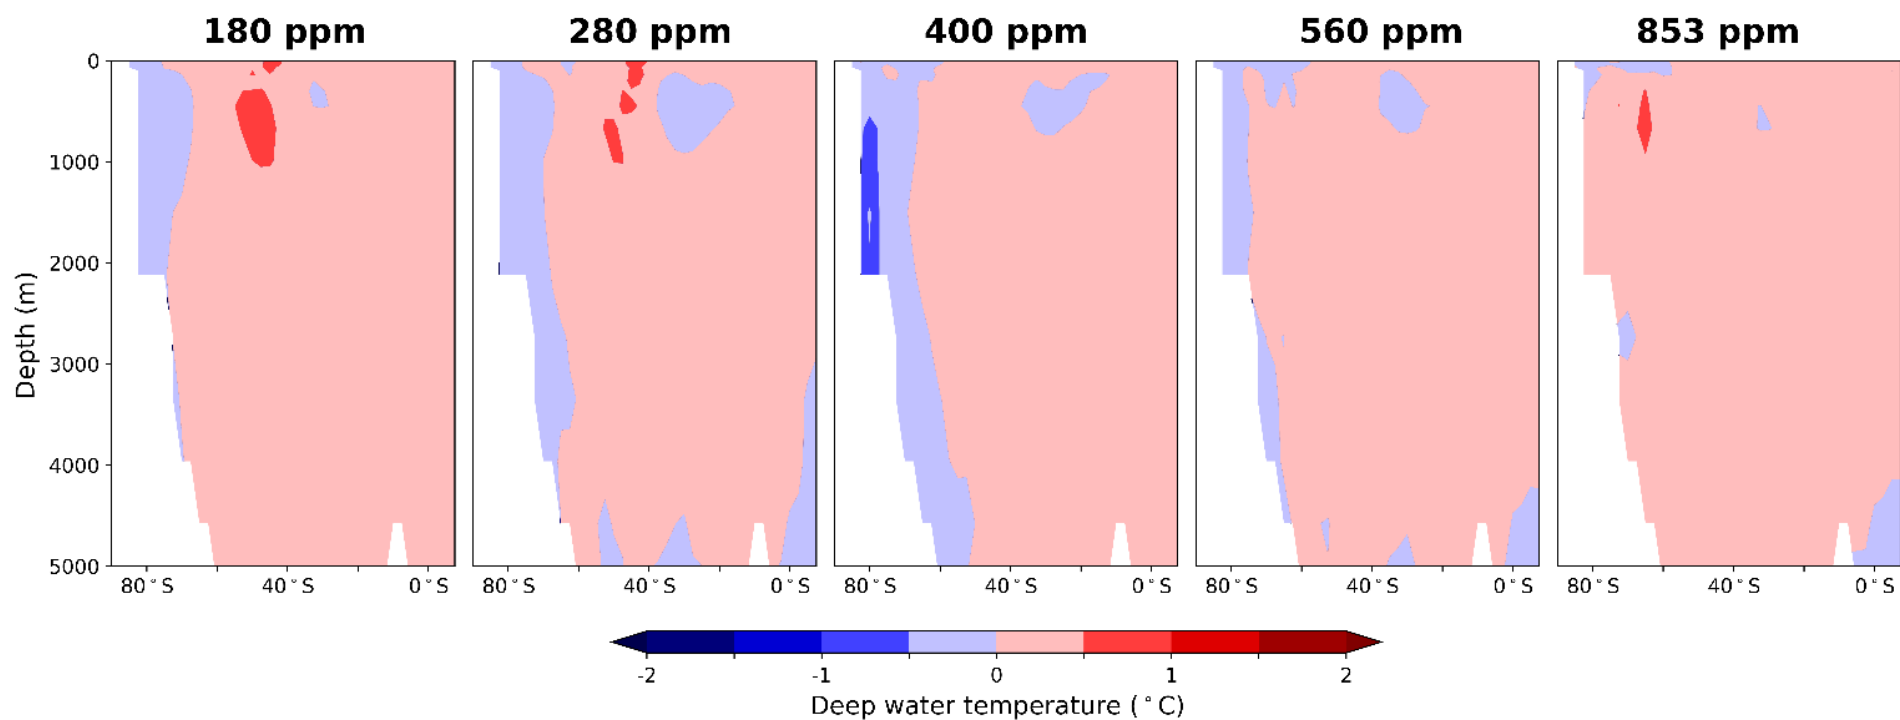 180 ppm 280 ppm 400 ppm 560 ppm 853 ppm
0
1000
2000
3000
4000
5000
Depth (m)
80°S 40°S 0°S 80°S 40°S 0°S 80°S 40°S 0°S 80°S 40°S 0°S 80°S 40°S 0°S
-2 -1 0 1 2
Deep water temperature (°C)